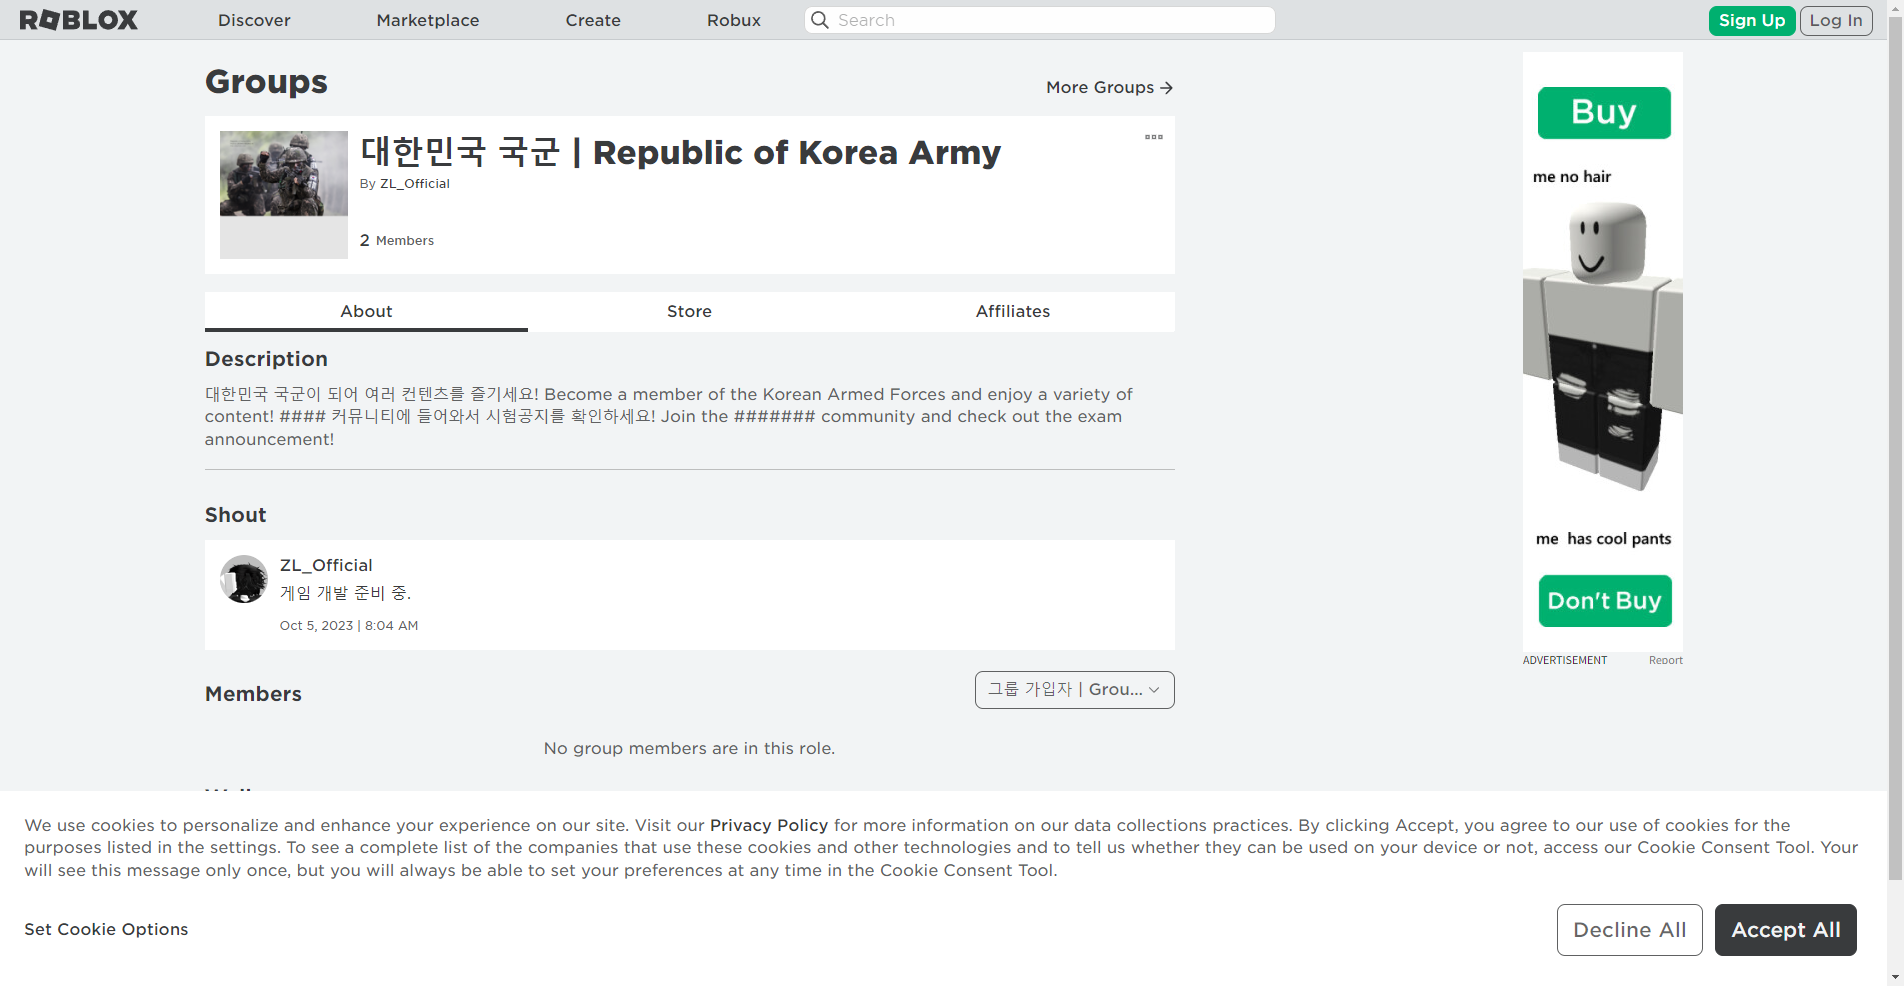 ROBLOX
Discover
Marketplace
Create
Robux
Search
Sign Up
Log In
Groups
More Groups
대한민국 국군 | Republic of Korea Army
By ZL_Official
2 Members
About
Store
Affiliates
Description
대한민국 국군이 되어 여러 컨텐츠를 즐기세요! Become a member of the Korean Armed Forces and enjoy a variety of
content! #### 커뮤니티에 들어와서 시험공지를 확인하세요! Join the ####### community and check out the exam
announcement!
Shout
ZL_Official
게임 개발 준비 중.
Oct 5, 2023 | 8:04 AM
Members
그룹 가입자 | Grou...
No group members are in this role.
Buy
me no hair
me has cool pants
Don't Buy
ADVERTISEMENT
Report
We use cookies to personalize and enhance your experience on our site. Visit our Privacy Policy for more information on our data collections practices. By clicking Accept, you agree to our use of cookies for the
purposes listed in the settings. To see a complete list of the companies that use these cookies and other technologies and to tell us whether they can be used on your device or not, access our Cookie Consent Tool. Your
will see this message only once, but you will always be able to set your preferences at any time in the Cookie Consent Tool.
Set Cookie Options
Decline All
Accept All